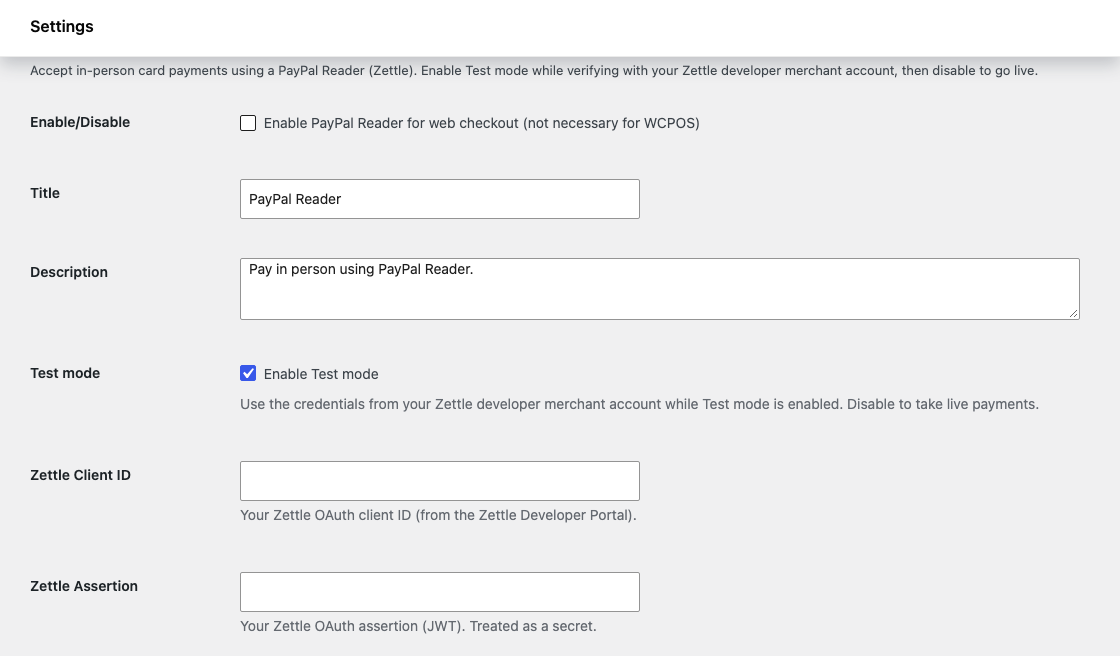 Settings
Accept in-person card payments using a PayPal Reader (Zettle). Enable Test mode while verifying with your Zettle developer merchant account, then disable to go live.
Enable/Disable
Enable PayPal Reader for web checkout (not necessary for WCPOS)
Title
PayPal Reader
Description
Pay in person using PayPal Reader.
Test mode
Enable Test mode
Use the credentials from your Zettle developer merchant account while Test mode is enabled. Disable to take live payments.
Zettle Client ID
Your Zettle OAuth client ID (from the Zettle Developer Portal).
Zettle Assertion
Your Zettle OAuth assertion (JWT). Treated as a secret.